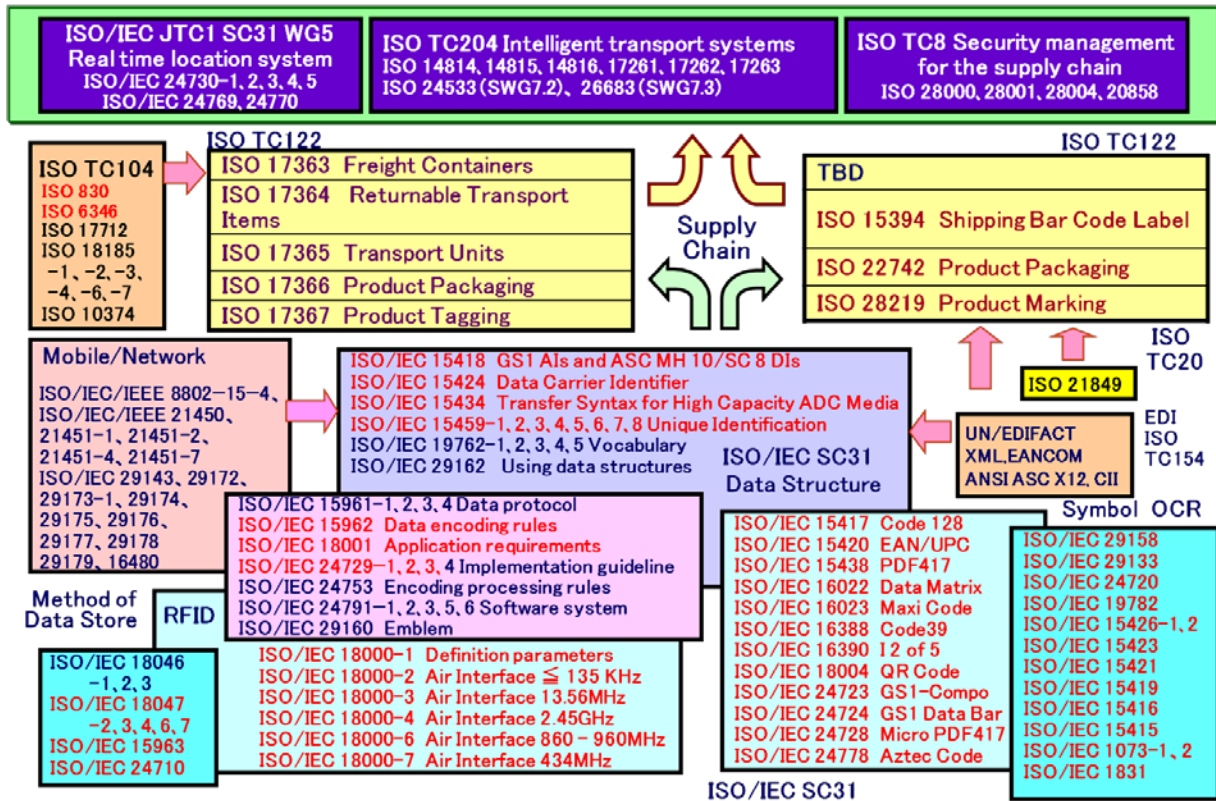 ISO/IEC JTC1 SC31 WG5
Real time location system
ISO/IEC 24730-1, 2, 3, 4, 5
ISO/IEC 24769, 24770
ISO TC204 Intelligent transport systems
ISO 14814、14815、14816、17261、17262、17263
ISO 24533(SWG7.2)、26683(SWG7.3)
ISO TC8 Security management
for the supply chain
ISO 28000, 28001, 28004, 20858
ISO TC104
ISO 830
ISO 6346
ISO 17712
ISO 18185
-1、-2、-3、
-4、-6、-7
ISO 10374
ISO TC122
ISO 17363 Freight Containers
ISO 17364 Returnable Transport
Items
ISO 17365 Transport Units
ISO 17366 Product Packaging
ISO 17367 Product Tagging
Supply
Chain
ISO TC122
TBD
ISO 15394 Shipping Bar Code Label
ISO 22742 Product Packaging
ISO 28219 Product Marking
ISO
TC20
ISO 21849
Mobile/Network
ISO/IEC/IEEE 8802-15-4、
ISO/IEC/IEEE 21450、
21451-1、21451-2、
21451-4、21451-7
ISO/IEC 29143、29172、
29173-1、29174、
29175、29176、
29177、29178
29179、16480
ISO/IEC 15418 GS1 AIs and ASC MH 10/SC 8 DIs
ISO/IEC 15424 Data Carrier Identifier
ISO/IEC 15434 Transfer Syntax for High Capacity ADC Media
ISO/IEC 15459-1, 2, 3, 4, 5, 6, 7, 8 Unique Identification
ISO/IEC 19762-1, 2, 3, 4, 5 Vocabulary
ISO/IEC 29162 Using data structures
ISO/IEC SC31
Data Structure
UN/EDIFACT
XML,EANCOM
ANSI ASC X12, CII
EDI
ISO
TC154
ISO/IEC 15961-1, 2, 3, 4 Data protocol
ISO/IEC 15962 Data encoding rules
ISO/IEC 18001 Application requirements
ISO/IEC 24729-1, 2, 3, 4 Implementation guideline
ISO/IEC 24753 Encoding processing rules
ISO/IEC 24791-1, 2, 3, 5, 6 Software system
ISO/IEC 29160 Emblem
Method of
Data Store
RFID
ISO/IEC 18046
-1、2、3
ISO/IEC 18047
-2, 3, 4, 6, 7
ISO/IEC 15963
ISO/IEC 24710
ISO/IEC 18000-1 Definition parameters
ISO/IEC 18000-2 Air Interface ≦ 135 KHz
ISO/IEC 18000-3 Air Interface 13.56MHz
ISO/IEC 18000-4 Air Interface 2.45GHz
ISO/IEC 18000-6 Air Interface 860 - 960MHz
ISO/IEC 18000-7 Air Interface 434MHz
ISO/IEC 15417 Code 128
ISO/IEC 15420 EAN/UPC
ISO/IEC 15438 PDF417
ISO/IEC 16022 Data Matrix
ISO/IEC 16023 Maxi Code
ISO/IEC 16388 Code39
ISO/IEC 16390 I 2 of 5
ISO/IEC 18004 QR Code
ISO/IEC 24723 GS1-Compo
ISO/IEC 24724 GS1 Data Bar
ISO/IEC 24728 Micro PDF417
ISO/IEC 24778 Aztec Code
ISO/IEC SC31
Symbol OCR
ISO/IEC 29158
ISO/IEC 29133
ISO/IEC 24720
ISO/IEC 19782
ISO/IEC 15426-1, 2
ISO/IEC 15423
ISO/IEC 15421
ISO/IEC 15419
ISO/IEC 15416
ISO/IEC 15415
ISO/IEC 1073-1、2
ISO/IEC 1831